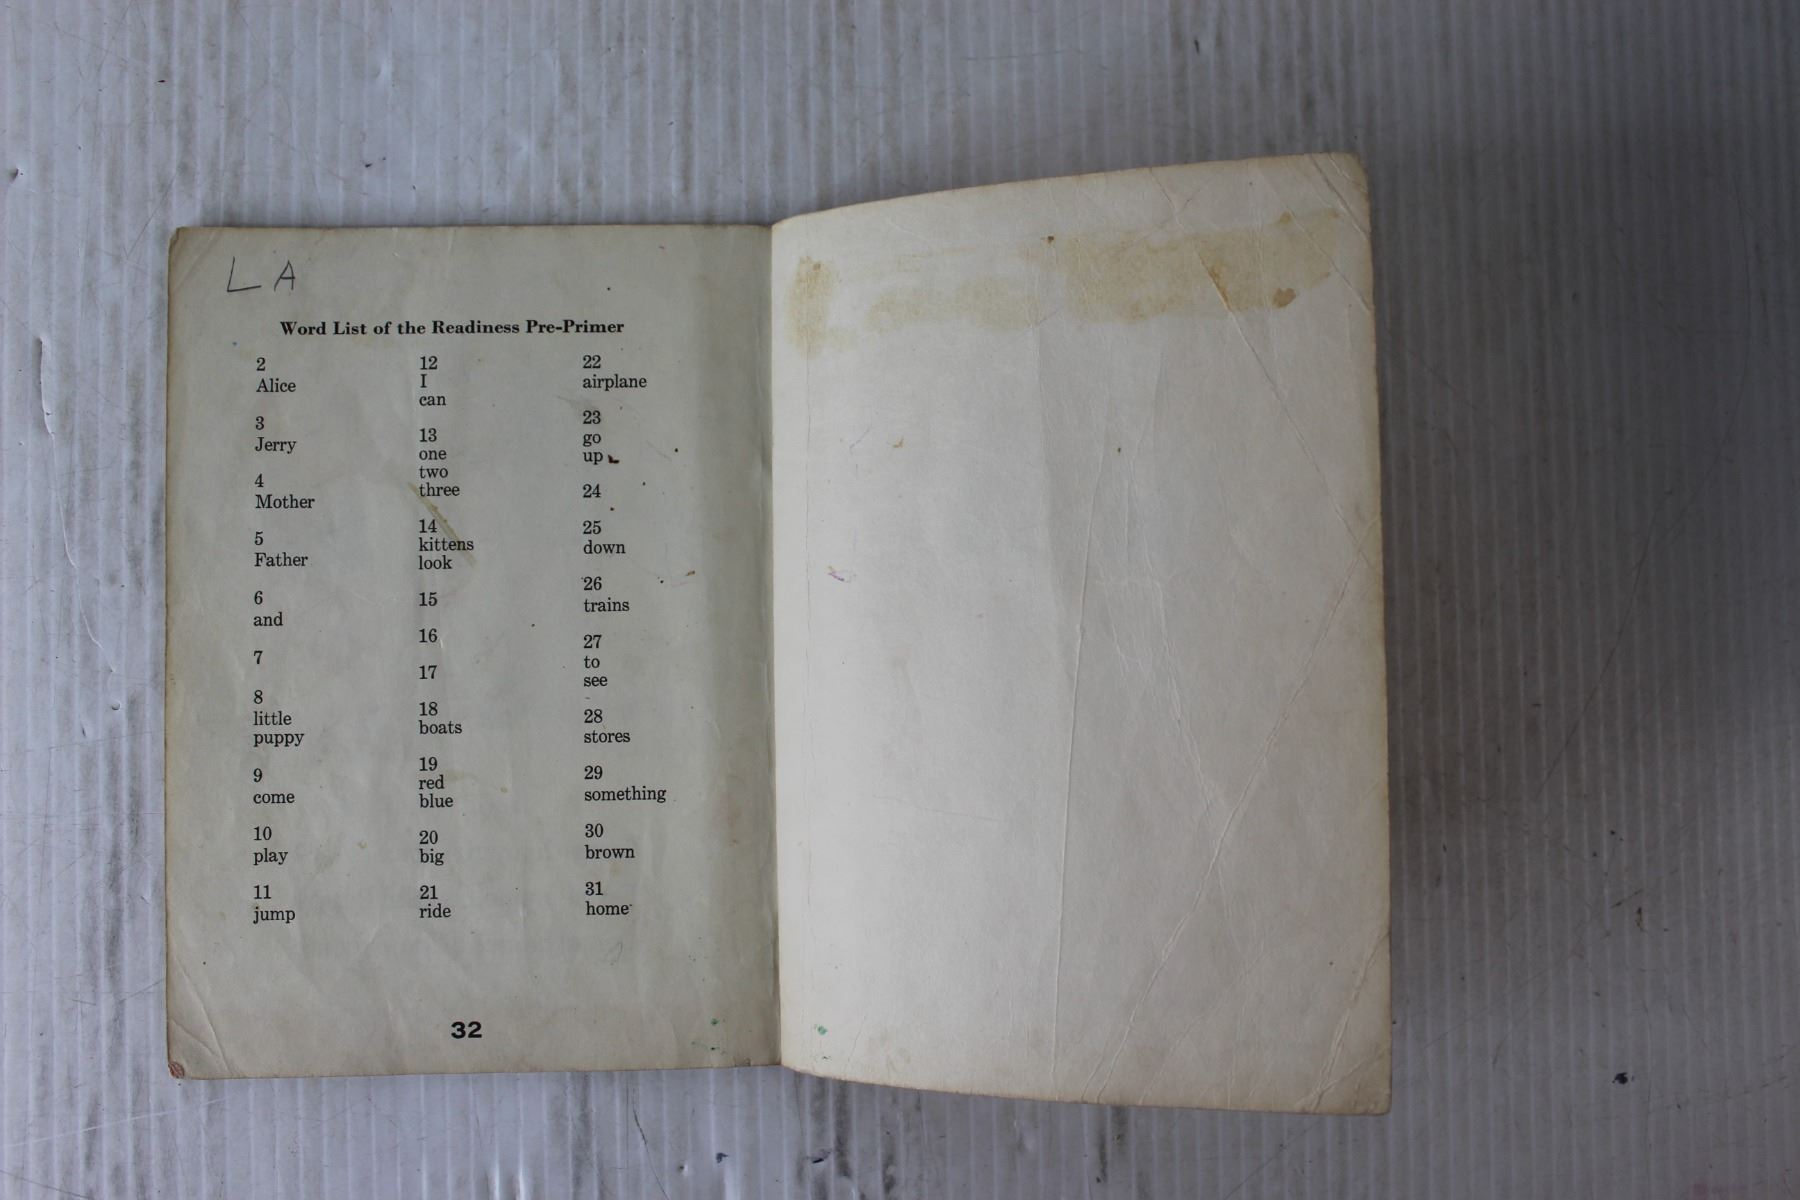 LA
Word List of the Readiness Pre-Primer
2
Alice
3
Jerry
4
Mother
5
Father
6
and
7
8
little
puppy
9
come
10
play
11
jump
12
I
can
13
one
two
three
14
kittens
look
15
16
17
18
boats
19
red
blue
20
big
21
ride
22
airplane
23
go
up
24
25
down
26
trains
27
to
see
28
stores
29
something
30
brown
31
home
32